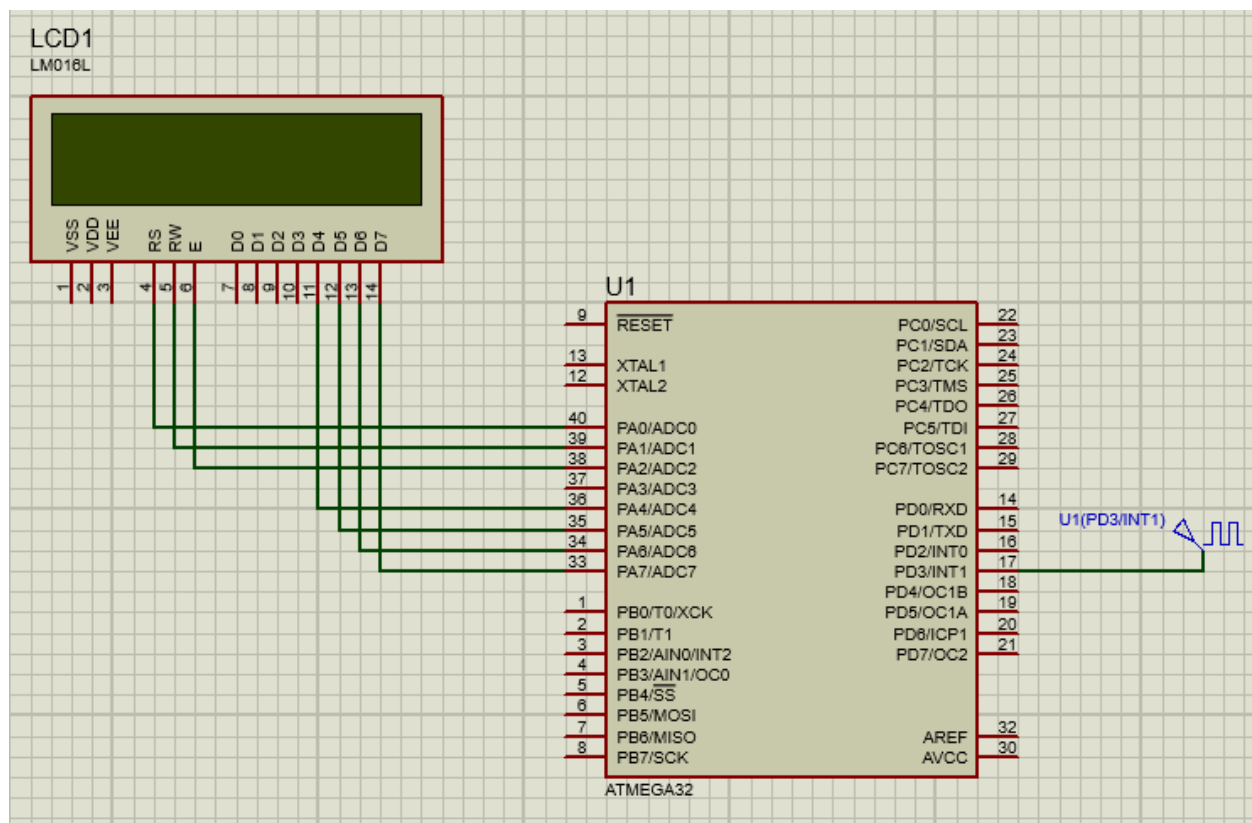 LCD1
LM016L
VSS
VDD
VEE
RS
RW
E
D0
D1
D2
D3
D4
D5
D6
D7
1
2
3
4
5
6
7
8
9
10
11
12
13
14
U1
9 RESET
13 XTAL1
12 XTAL2
40 PA0/ADC0
39 PA1/ADC1
38 PA2/ADC2
37 PA3/ADC3
36 PA4/ADC4
35 PA5/ADC5
34 PA6/ADC6
33 PA7/ADC7
1 PB0/T0/XCK
2 PB1/T1
3 PB2/AIN0/INT2
4 PB3/AIN1/OC0
5 PB4/SS
6 PB5/MOSI
7 PB6/MISO
8 PB7/SCK
PC0/SCL 22
PC1/SDA 23
PC2/TCK 24
PC3/TMS 25
PC4/TDO 26
PC5/TDI 27
PC6/TOSC1 28
PC7/TOSC2 29
PD0/RXD 14
PD1/TXD 15
PD2/INT0 16
PD3/INT1 17
PD4/OC1B 18
PD5/OC1A 19
PD6/ICP1 20
PD7/OC2 21
AREF 32
AVCC 30
ATMEGA32
U1(PD3/INT1)